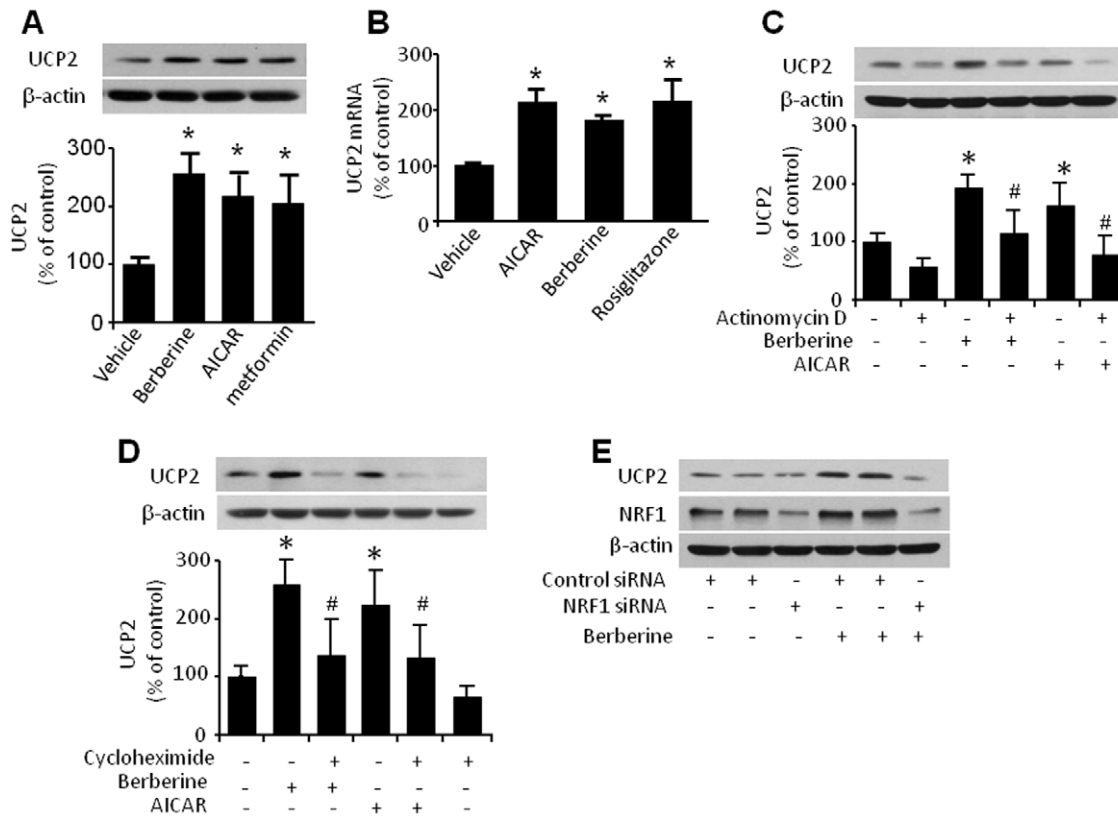 A
UCP2
β-actin
300
200
100
0
UCP2
(% of control)
*
*
*
Vehicle
Berberine
AICAR
metformin
B
300
200
100
0
UCP2 mRNA
(% of control)
*
*
*
Vehicle
AICAR
Berberine
Rosiglitazone
C
UCP2
β-actin
300
200
100
0
UCP2
(% of control)
*
#
*
#
Actinomycin D - + - + - +
Berberine - - + + - -
AICAR - - - - + +
D
UCP2
β-actin
300
200
100
0
UCP2
(% of control)
*
#
*
#
Cycloheximide - - + - + +
Berberine - + + - - -
AICAR - - - + + -
E
UCP2
NRF1
β-actin
Control siRNA + + - + + -
NRF1 siRNA - - + - - +
Berberine - - - + + +